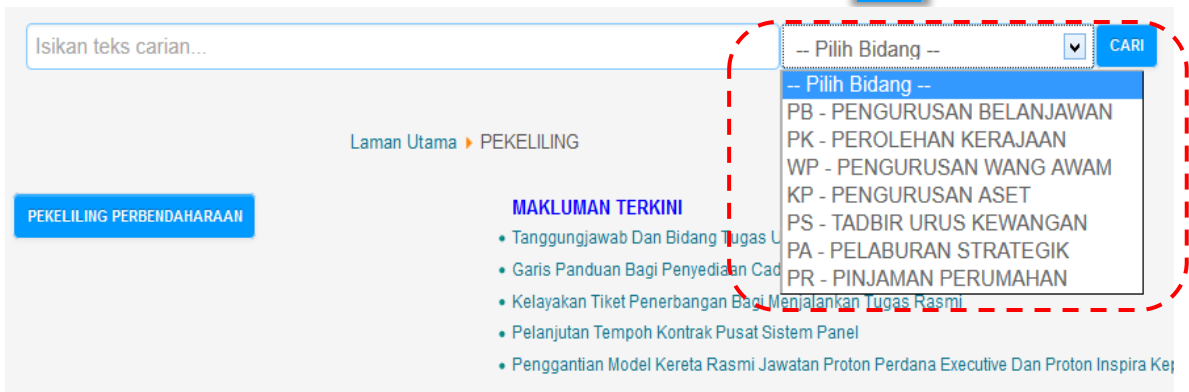 Isikan teks carian...
-- Pilih Bidang --
CARI
-- Pilih Bidang --
PB - PENGURUSAN BELANJAWAN
PK - PEROLEHAN KERAJAAN
WP - PENGURUSAN WANG AWAM
KP - PENGURUSAN ASET
PS - TADBIR URUS KEWANGAN
PA - PELABURAN STRATEGIK
PR - PINJAMAN PERUMAHAN
Laman Utama PEKELILING
PEKELILING PERBENDAHARAAN
MAKLUMAN TERKINI
• Tanggungjawab Dan Bidang Tugas
• Garis Panduan Bagi Penyediaan
• Kelayakan Tiket Penerbangan Bagi Menjalankan Tugas Rasmi
• Pelanjutan Tempoh Kontrak Pusat Sistem Panel
• Penggantian Model Kereta Rasmi Jawatan Proton Perdana Executive Dan Proton Inspira